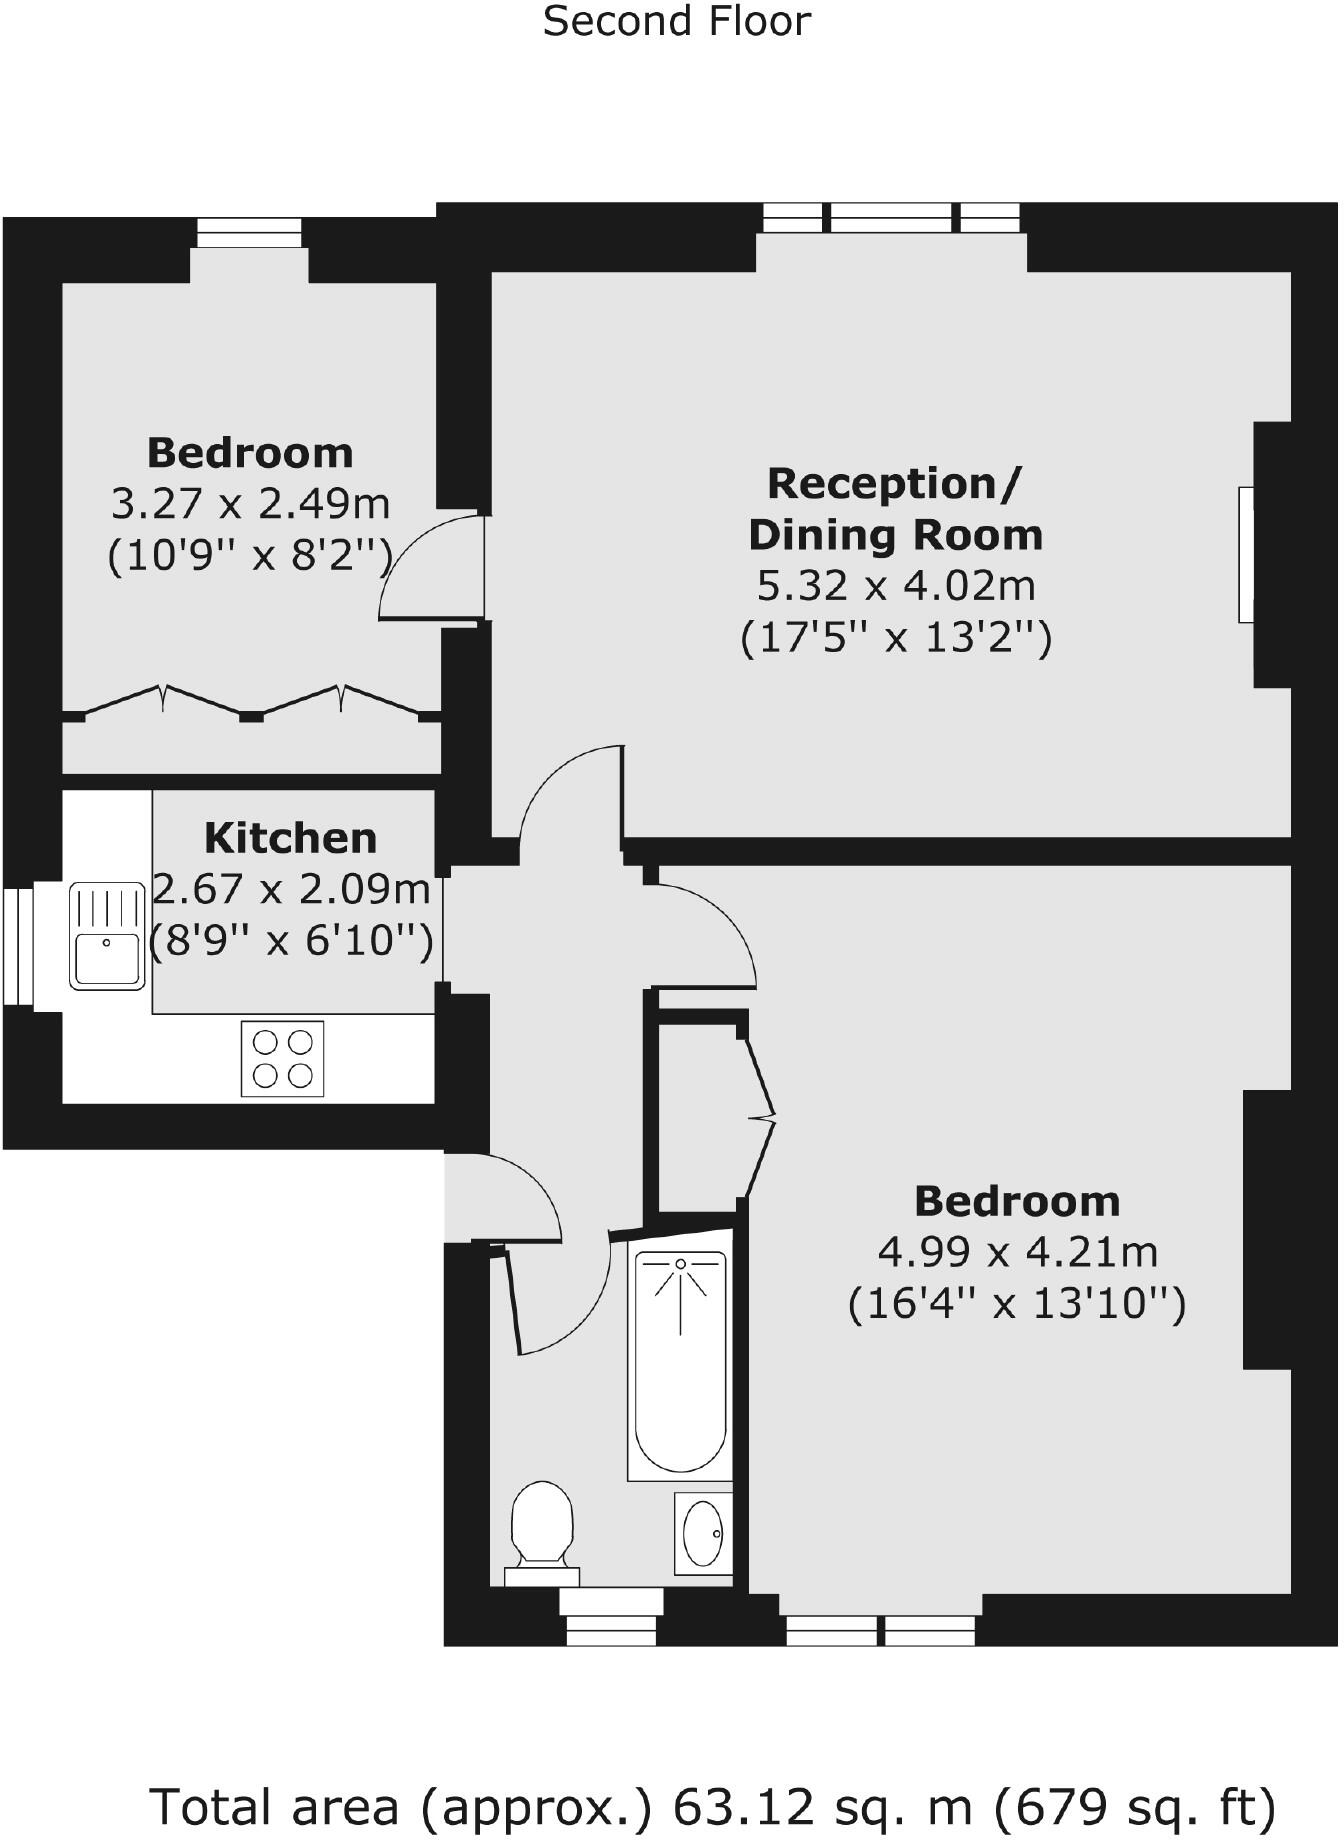 Second Floor
Bedroom
3.27 x 2.49m
(10'9'' x 8'2'')
Reception/
Dining Room
5.32 x 4.02m
(17'5'' x 13'2'')
Kitchen
2.67 x 2.09m
(8'9'' x 6'10'')
Bedroom
4.99 x 4.21m
(16'4'' x 13'10'')
Total area (approx.) 63.12 sq. m (679 sq. ft)